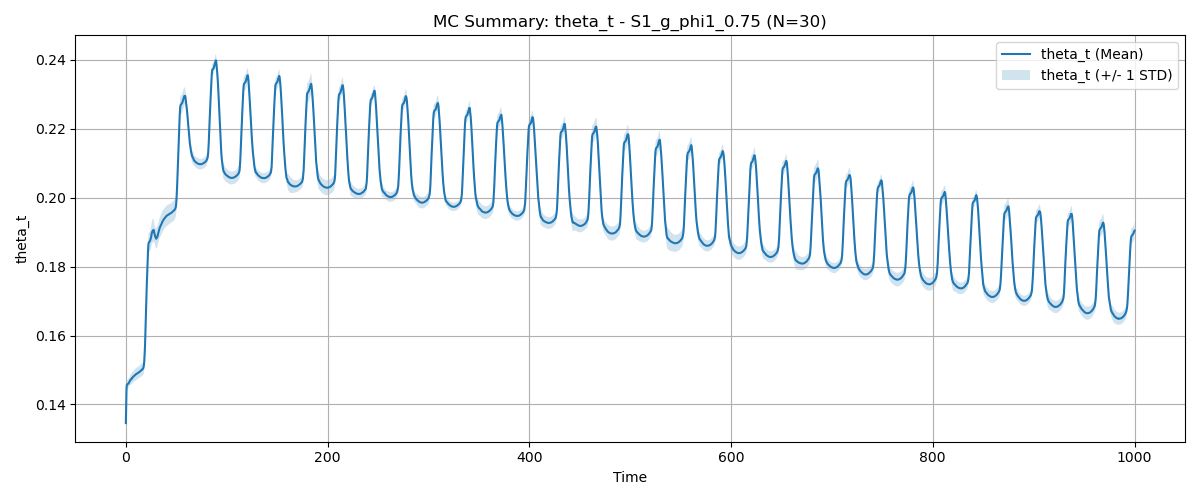 MC Summary: theta_t - S1_g_phi1_0.75 (N=30)
theta_t (Mean)
theta_t (+/- 1 STD)
theta_t
0.24
0.22
0.20
0.18
0.16
0.14
0 200 400 600 800 1000
Time